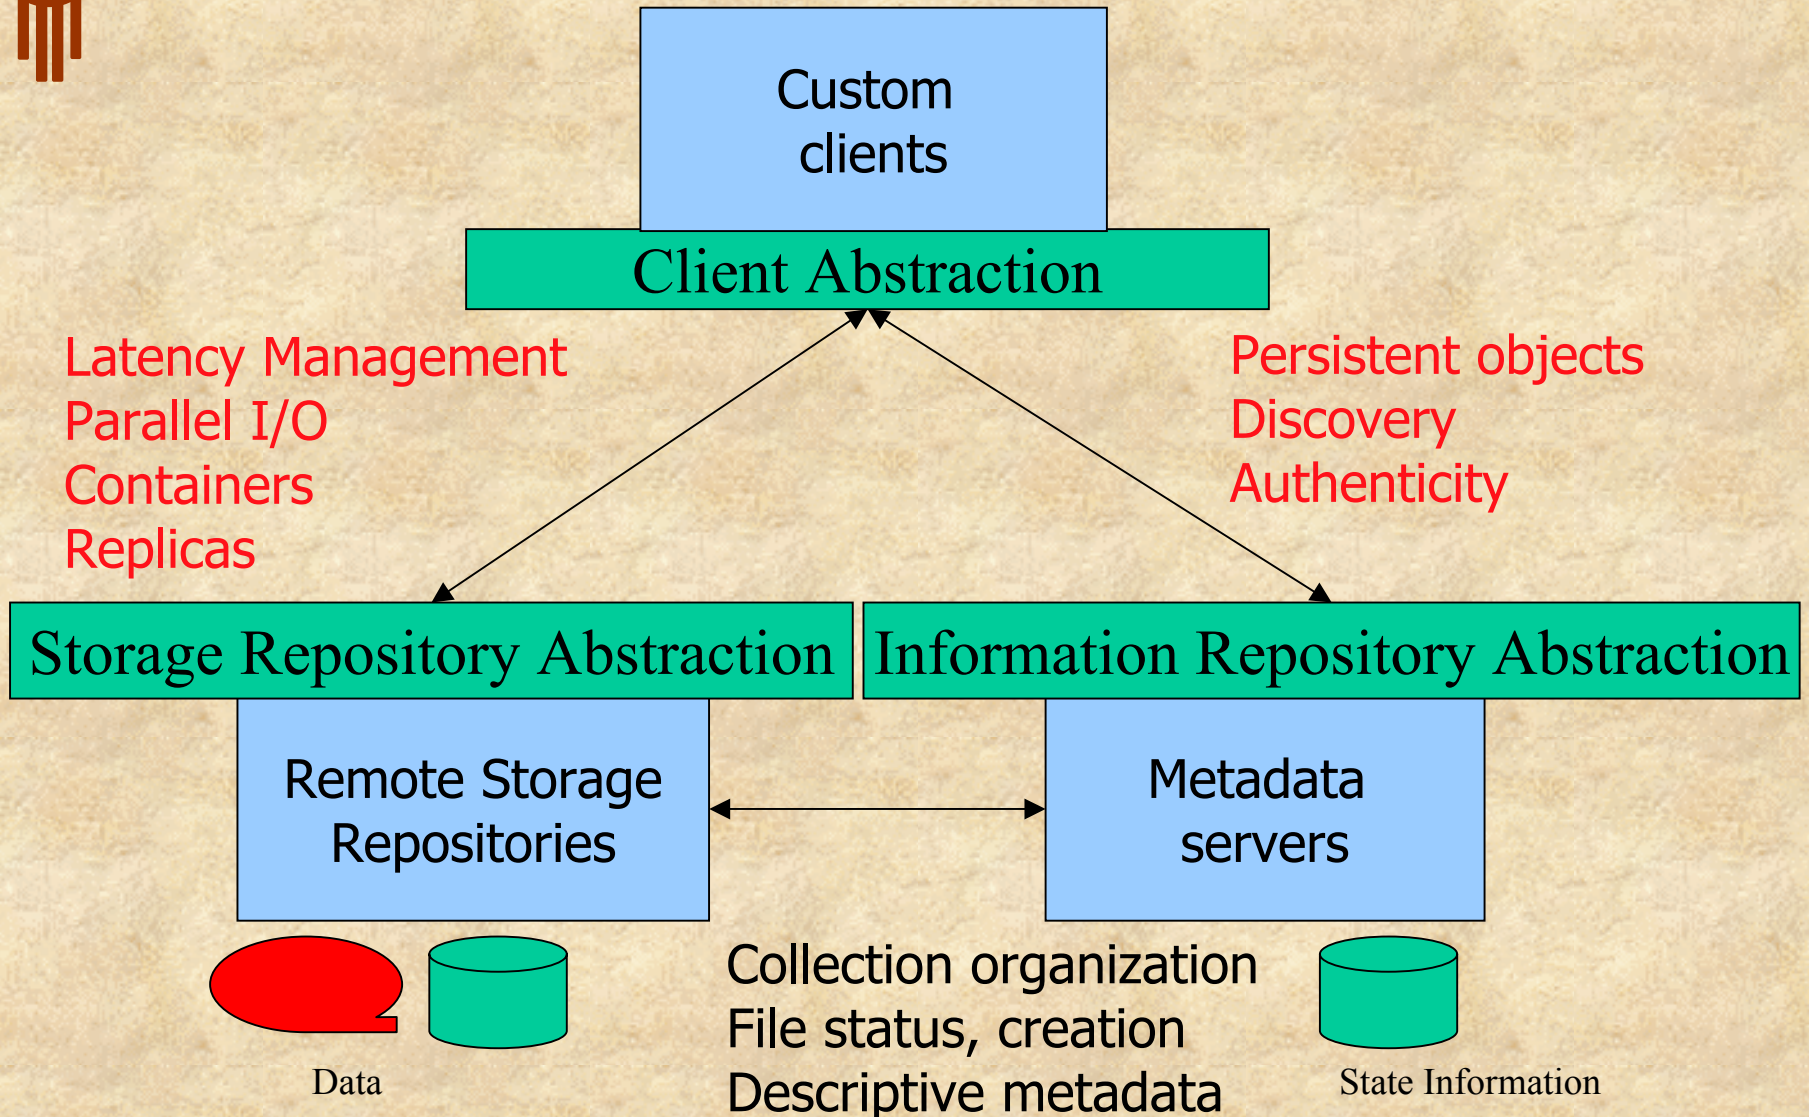 Custom
clients
Client Abstraction
Latency Management
Parallel I/O
Containers
Replicas
Persistent objects
Discovery
Authenticity
Storage Repository Abstraction
Information Repository Abstraction
Remote Storage
Repositories
Metadata
servers
Collection organization
File status, creation
Descriptive metadata
Data
State Information